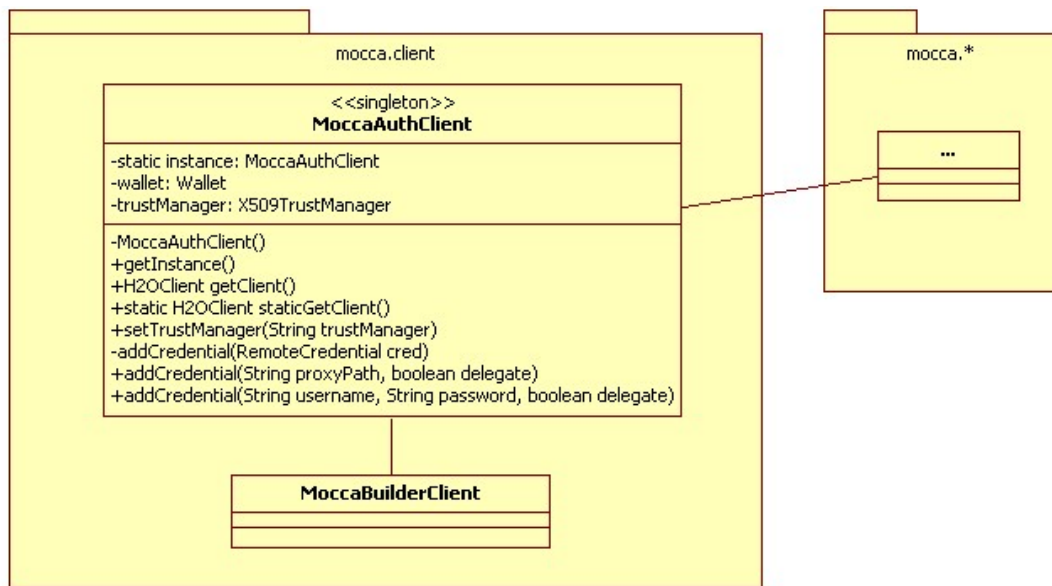 mocca.client
<<singleton>>
MoccaAuthClient
-static instance: MoccaAuthClient
-wallet: Wallet
-trustManager: X509TrustManager
-MoccaAuthClient()
+getInstance()
+H2OClient getClient()
+static H2OClient staticGetClient()
+setTrustManager(String trustManager)
-addCredential(RemoteCredential cred)
+addCredential(String proxyPath, boolean delegate)
+addCredential(String username, String password, boolean delegate)
MoccaBuilderClient
mocca.*
...